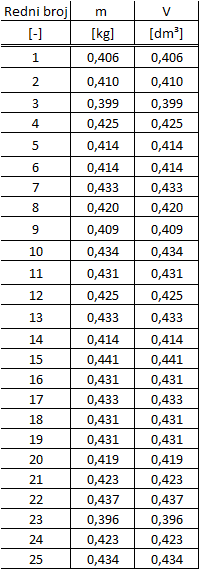 Redni broj m V
[-] [kg] [dm³]
1 0,406 0,406
2 0,410 0,410
3 0,399 0,399
4 0,425 0,425
5 0,414 0,414
6 0,414 0,414
7 0,433 0,433
8 0,420 0,420
9 0,409 0,409
10 0,434 0,434
11 0,431 0,431
12 0,425 0,425
13 0,433 0,433
14 0,414 0,414
15 0,441 0,441
16 0,431 0,431
17 0,433 0,433
18 0,431 0,431
19 0,431 0,431
20 0,419 0,419
21 0,423 0,423
22 0,437 0,437
23 0,396 0,396
24 0,423 0,423
25 0,434 0,434